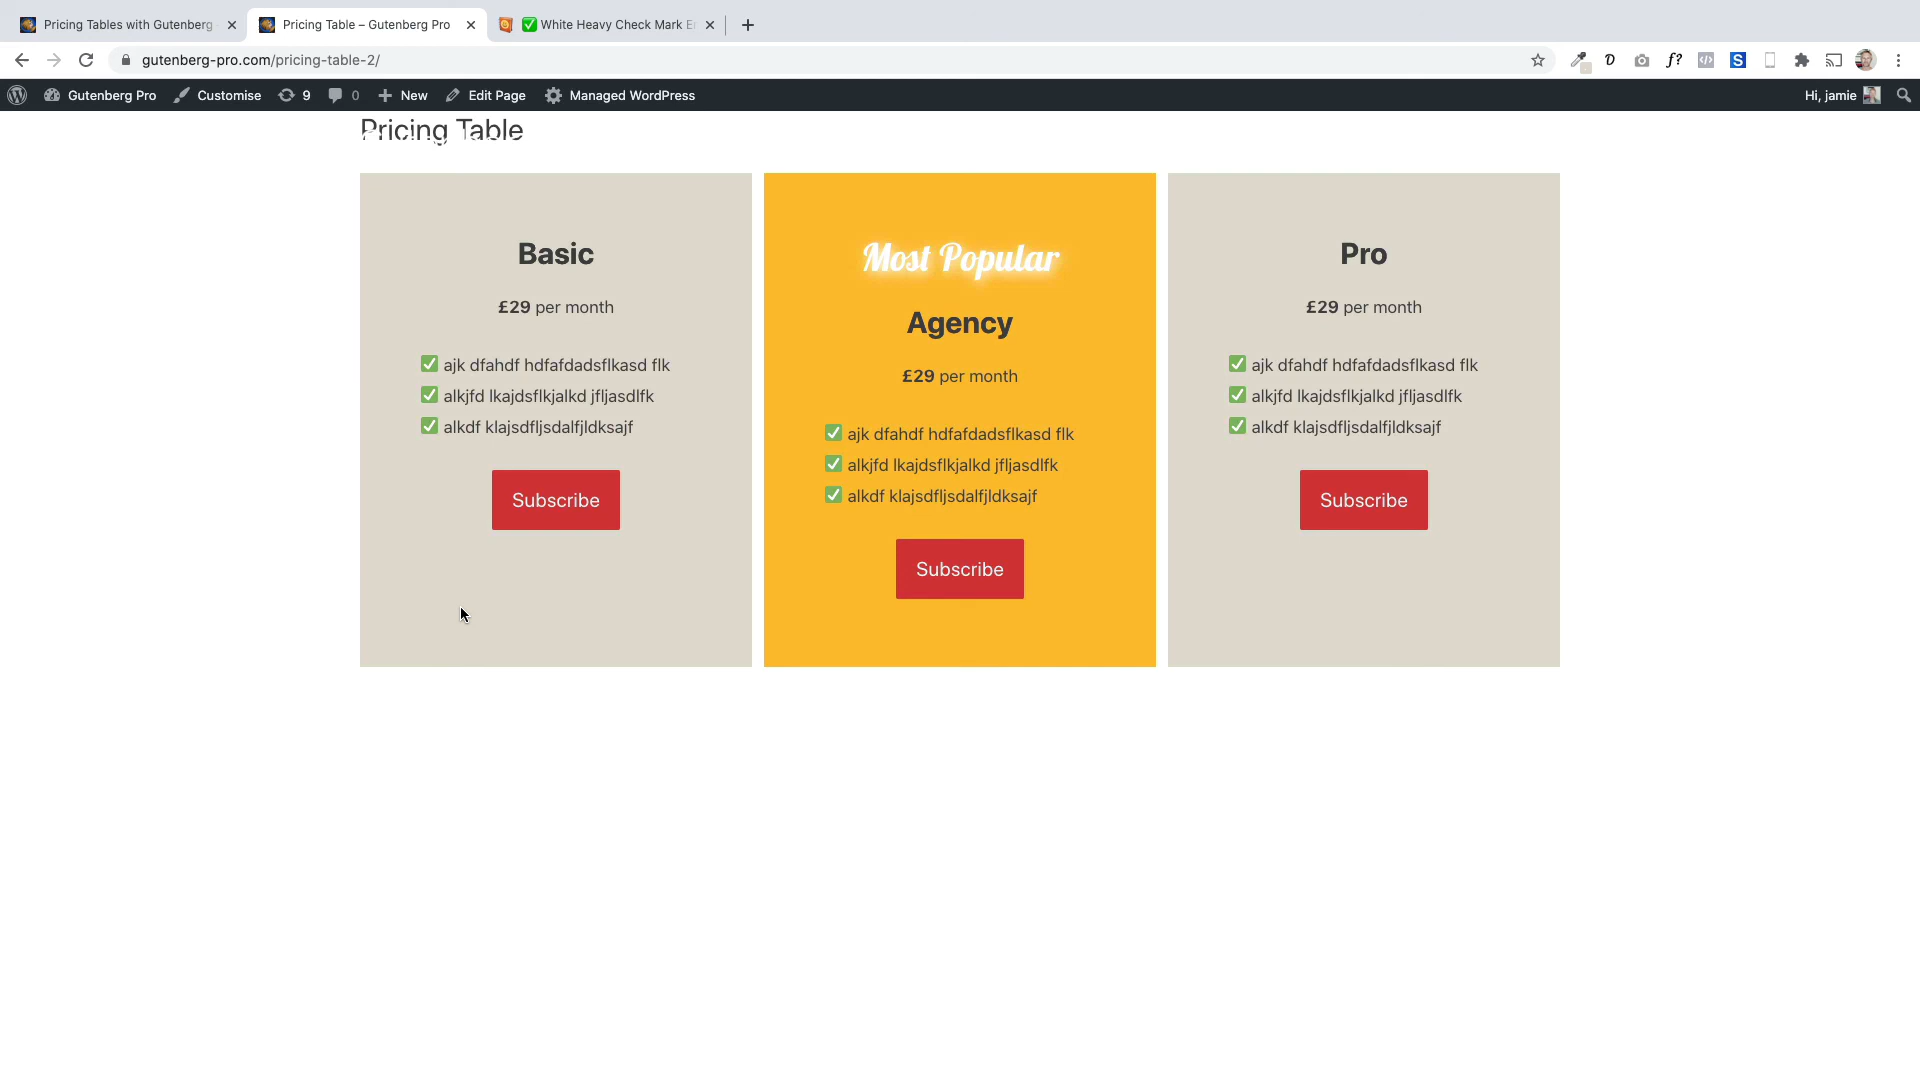 Pricing Tables with Gutenberg
Pricing Table – Gutenberg Pro
White Heavy Check Mark E
gutenberg-pro.com/pricing-table-2/
Gutenberg Pro
Customise
9
0
New
Edit Page
Managed WordPress
Hi, jamie
Pricing Table
Basic
£29 per month
✅ ajk dfahdf hdfafdadsflkasd flk
✅ alkjfd lkajdsflkjalkd jfljasdlfk
✅ alkdf klajsdfljsdalfjldksajf
Subscribe
Most Popular
Agency
£29 per month
✅ ajk dfahdf hdfafdadsflkasd flk
✅ alkjfd lkajdsflkjalkd jfljasdlfk
✅ alkdf klajsdfljsdalfjldksajf
Subscribe
Pro
£29 per month
✅ ajk dfahdf hdfafdadsflkasd flk
✅ alkjfd lkajdsflkjalkd jfljasdlfk
✅ alkdf klajsdfljsdalfjldksajf
Subscribe